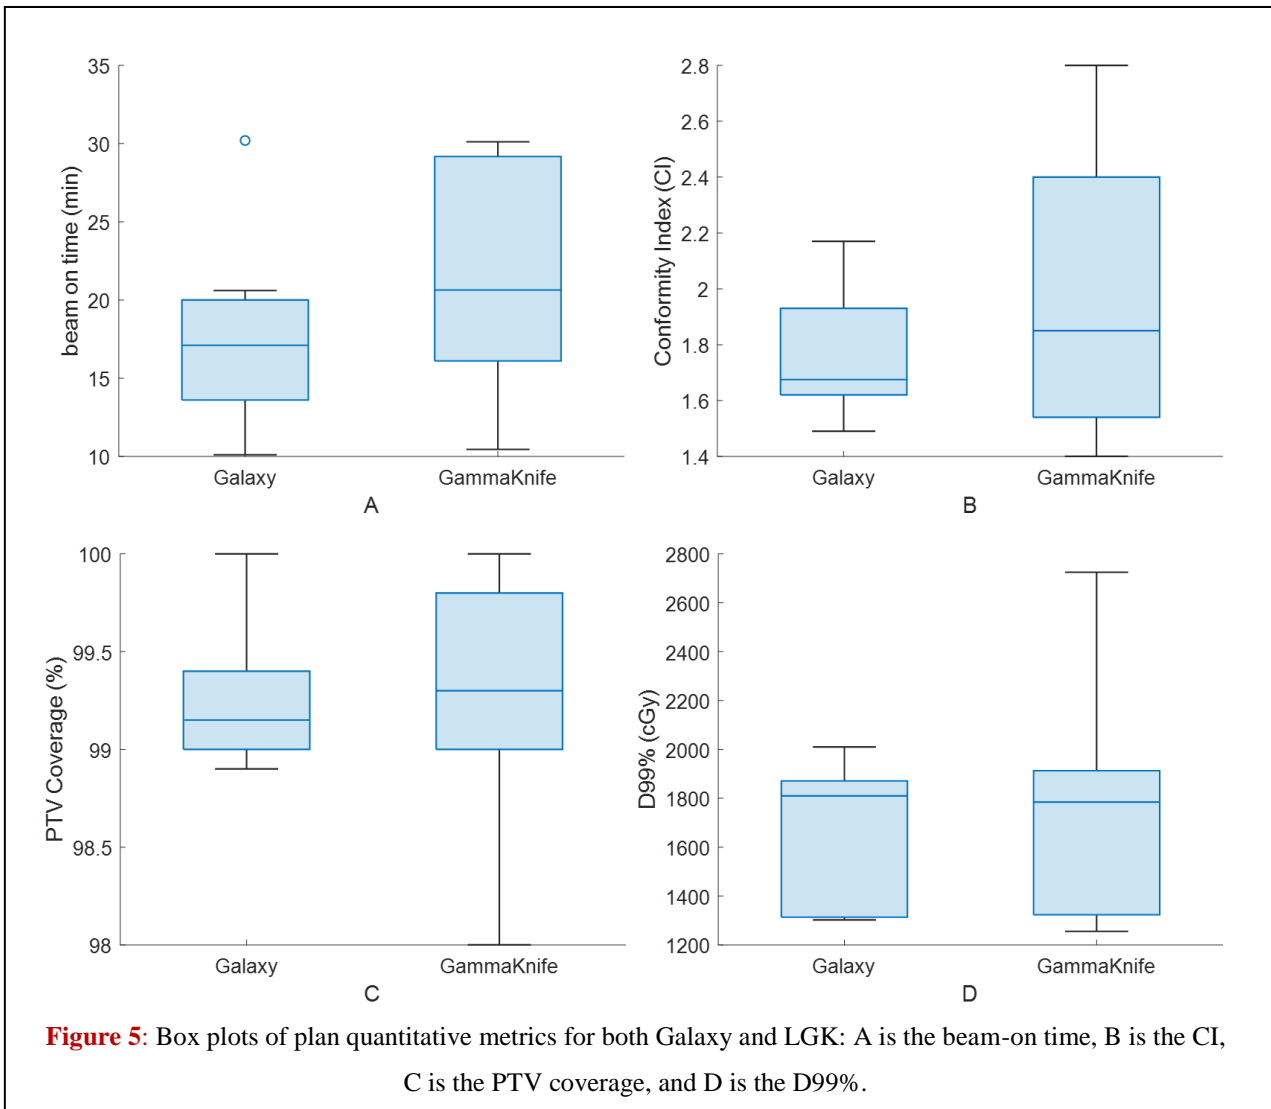 35
30
25
20
15
10
beam on time (min)
Galaxy
GammaKnife
A
2.8
2.6
2.4
2.2
2
1.8
1.6
1.4
Conformity Index (CI)
Galaxy
GammaKnife
B
100
99.5
99
98.5
98
PTV Coverage (%)
Galaxy
GammaKnife
C
2800
2600
2400
2200
2000
1800
1600
1400
1200
D99% (cGy)
Galaxy
GammaKnife
D
Figure 5: Box plots of plan quantitative metrics for both Galaxy and LGK: A is the beam-on time, B is the CI,
C is the PTV coverage, and D is the D99%.